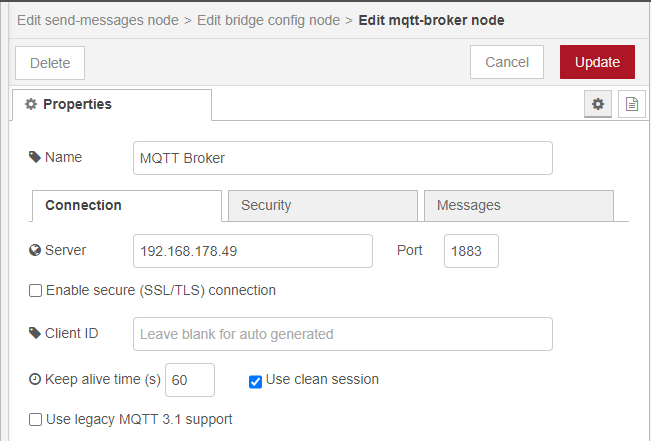 Edit send-messages node > Edit bridge config node > Edit mqtt-broker node
Delete Cancel Update
Properties
Name MQTT Broker
Connection Security Messages
Server 192.168.178.49 Port 1883
Enable secure (SSL/TLS) connection
Client ID Leave blank for auto generated
Keep alive time (s) 60 Use clean session
Use legacy MQTT 3.1 support